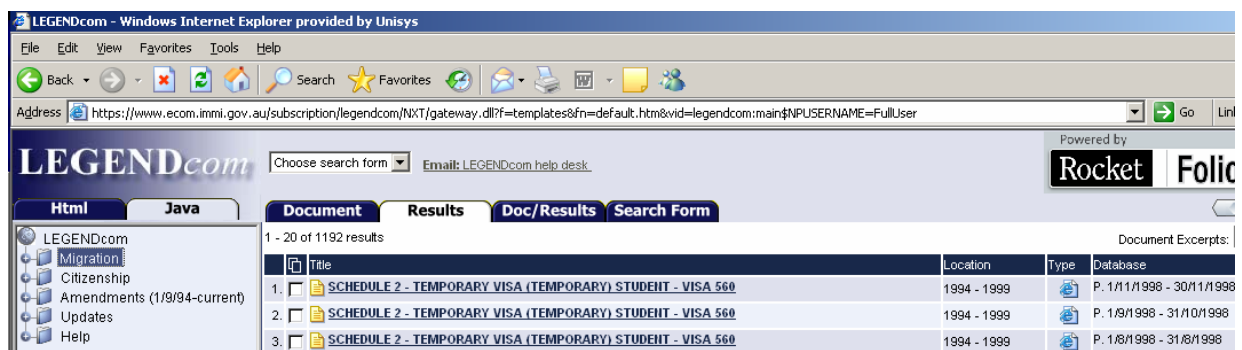 LEGENDcom - Windows Internet Explorer provided by Unisys
File Edit View Favorites Tools Help
Back Search Favorites
Address https://www.ecom.immi.gov.au/subscription/legendcom/NXT/gateway.dll?f=templates&fn=default.htm&vid=legendcom:main$NPUSERNAME=FullUser Go
LEGENDcom Choose search form Email: LEGENDcom help desk Powered by
Rocket
Html Java Document Results Doc/Results Search Form
LEGENDcom 1 - 20 of 1192 results Document Excerpts:
Migration Title Location Type Database
Citizenship 1. SCHEDULE 2 - TEMPORARY VISA (TEMPORARY) STUDENT - VISA 560 1994 - 1999 P. 1/11/1998 - 30/11/1998
Amendments (1/9/94-current)
Updates 2. SCHEDULE 2 - TEMPORARY VISA (TEMPORARY) STUDENT - VISA 560 1994 - 1999 P. 1/9/1998 - 31/10/1998
Help 3. SCHEDULE 2 - TEMPORARY VISA (TEMPORARY) STUDENT - VISA 560 1994 - 1999 P. 1/8/1998 - 31/8/1998